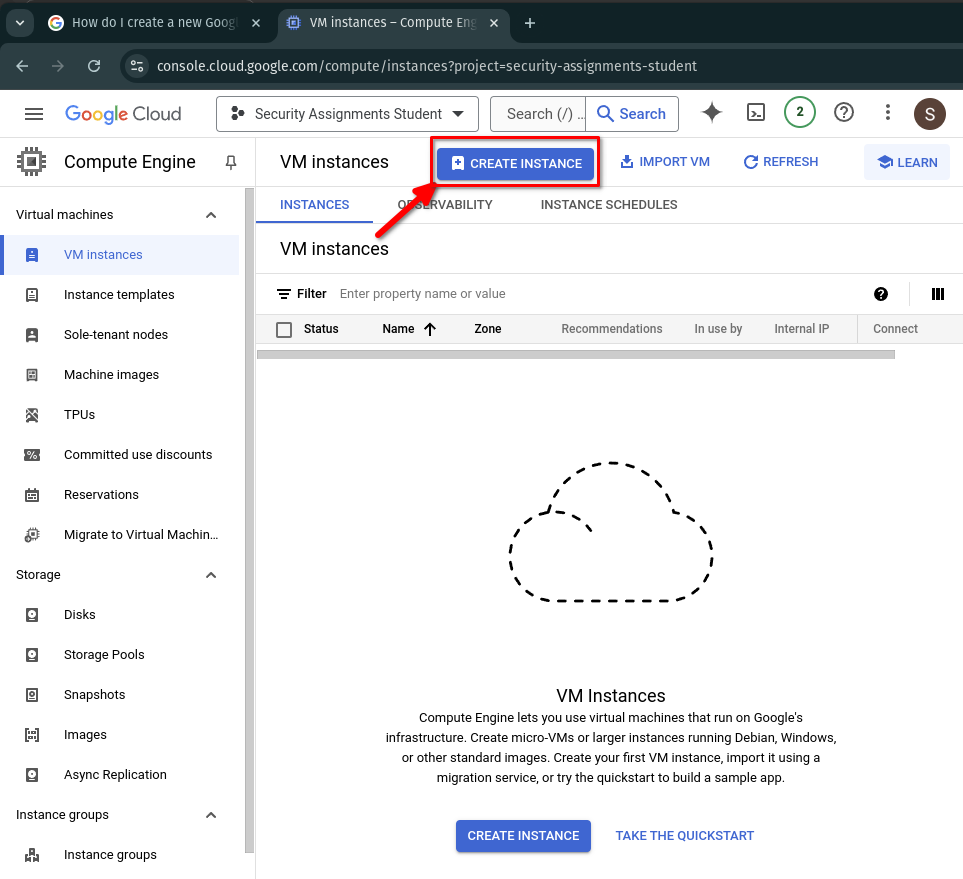 How do I create a new Goog
VM instances – Compute Eng
console.cloud.google.com/compute/instances?project=security-assignments-student
Google Cloud
Security Assignments Student
Search (/) ...
Search
2
S
Compute Engine
VM instances
CREATE INSTANCE
IMPORT VM
REFRESH
LEARN
Virtual machines
VM instances
Instance templates
Sole-tenant nodes
Machine images
TPUs
Committed use discounts
Reservations
Migrate to Virtual Machin...
Storage
Disks
Storage Pools
Snapshots
Images
Async Replication
Instance groups
Instance groups
INSTANCES
OBSERVABILITY
INSTANCE SCHEDULES
VM instances
Filter
Enter property name or value
Status
Name
Zone
Recommendations
In use by
Internal IP
Connect
VM Instances
Compute Engine lets you use virtual machines that run on Google's
infrastructure. Create micro-VMs or larger instances running Debian, Windows,
or other standard images. Create your first VM instance, import it using a
migration service, or try the quickstart to build a sample app.
CREATE INSTANCE
TAKE THE QUICKSTART